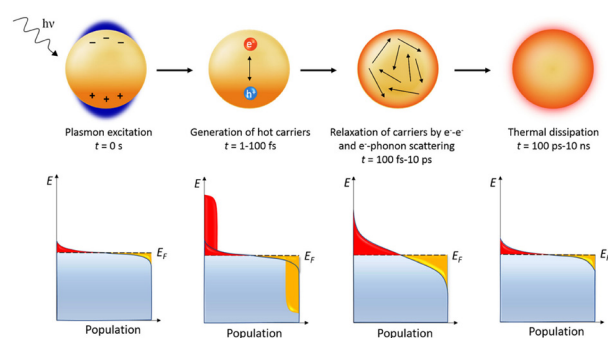 hν
− − −
+ + +
e⁻
h⁺
Plasmon excitation
t = 0 s
Generation of hot carriers
t = 1-100 fs
Relaxation of carriers by e⁻-e⁻
and e⁻-phonon scattering
t = 100 fs-10 ps
Thermal dissipation
t = 100 ps-10 ns
E
E_F
Population
E
E_F
Population
E
E_F
Population
E
E_F
Population